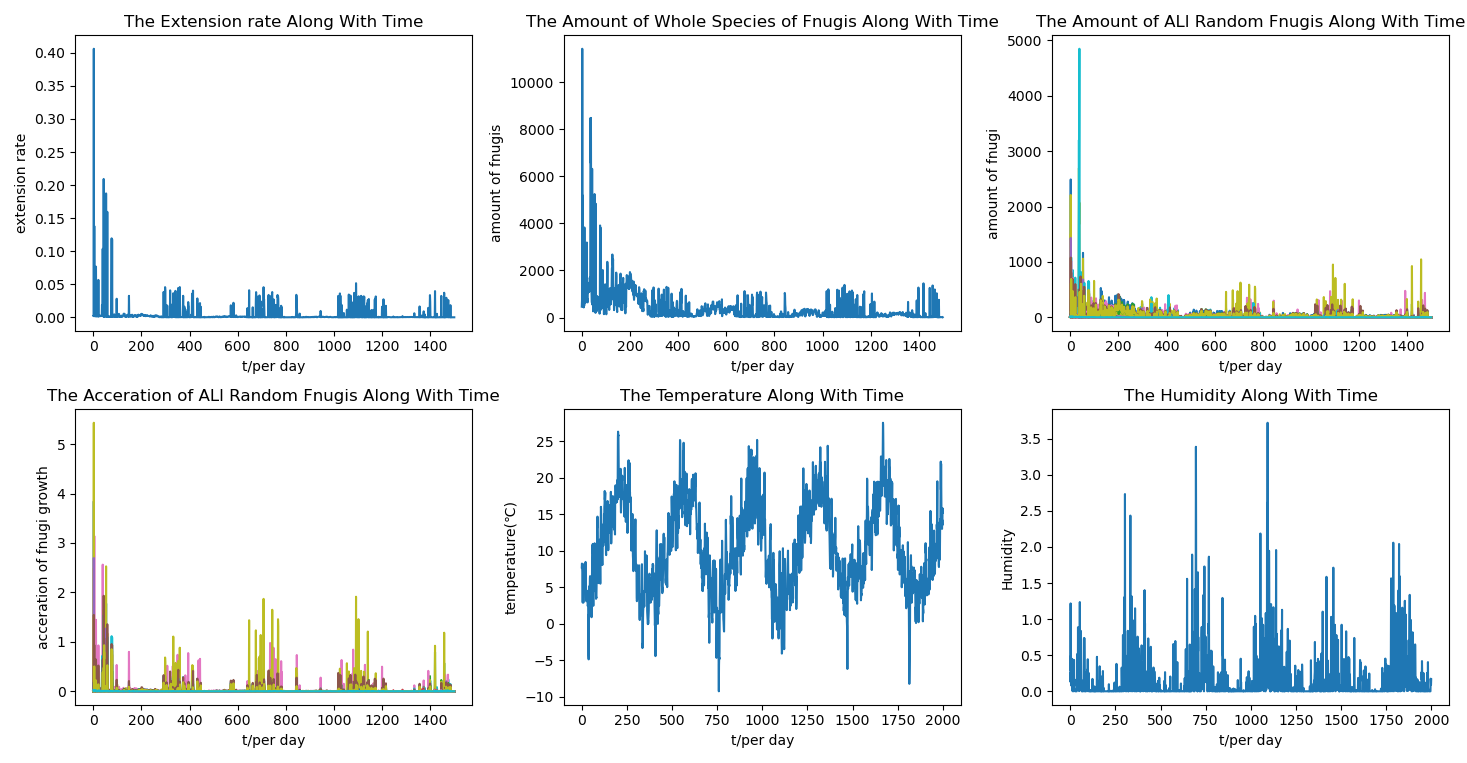 The Extension rate Along With Time
extension rate
0.40
0.35
0.30
0.25
0.20
0.15
0.10
0.05
0.00
0 200 400 600 800 1000 1200 1400
t/per day
The Amount of Whole Species of Fnugis Along With Time
amount of fnugis
10000
8000
6000
4000
2000
0
0 200 400 600 800 1000 1200 1400
t/per day
The Amount of ALl Random Fnugis Along With Time
amount of fnugi
5000
4000
3000
2000
1000
0
0 200 400 600 800 1000 1200 1400
t/per day
The Acceration of ALl Random Fnugis Along With Time
acceration of fnugi growth
5
4
3
2
1
0
0 200 400 600 800 1000 1200 1400
t/per day
The Temperature Along With Time
temperature(℃)
25
20
15
10
5
0
−5
−10
0 250 500 750 1000 1250 1500 1750 2000
t/per day
The Humidity Along With Time
Humidity
3.5
3.0
2.5
2.0
1.5
1.0
0.5
0.0
0 250 500 750 1000 1250 1500 1750 2000
t/per day